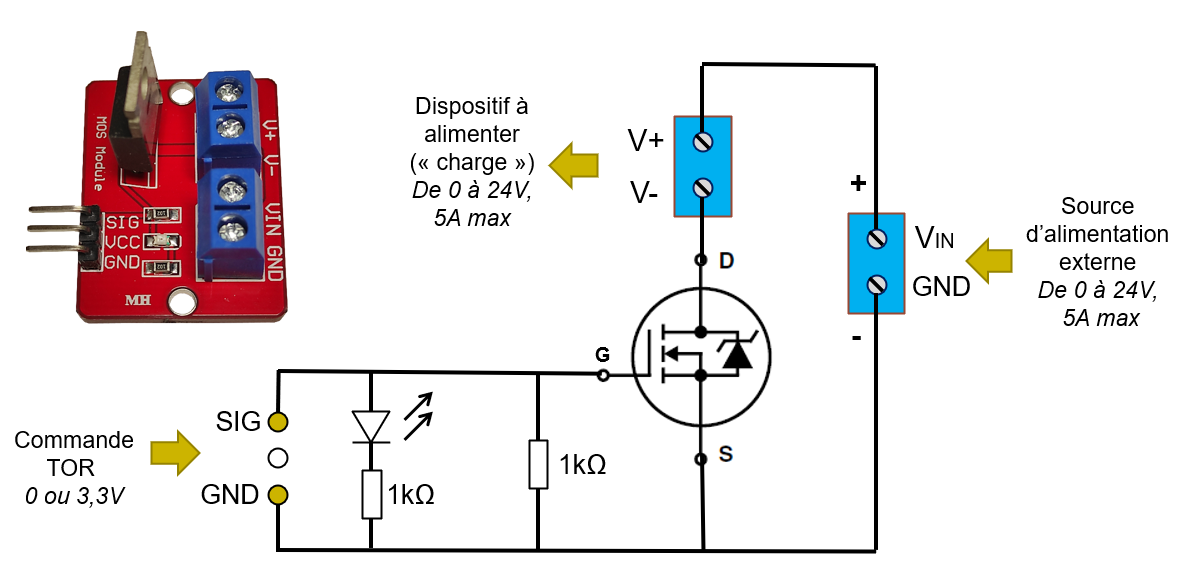 MOS Module
V+
V-
VIN
GND
SIG
VCC
GND
MH
Dispositif à
alimenter
(« charge »)
De 0 à 24V,
5A max
V+
V-
+
-
VIN
GND
Source
d’alimentation
externe
De 0 à 24V,
5A max
D
G
S
SIG
GND
Commande
TOR
0 ou 3,3V
1kΩ
1kΩ